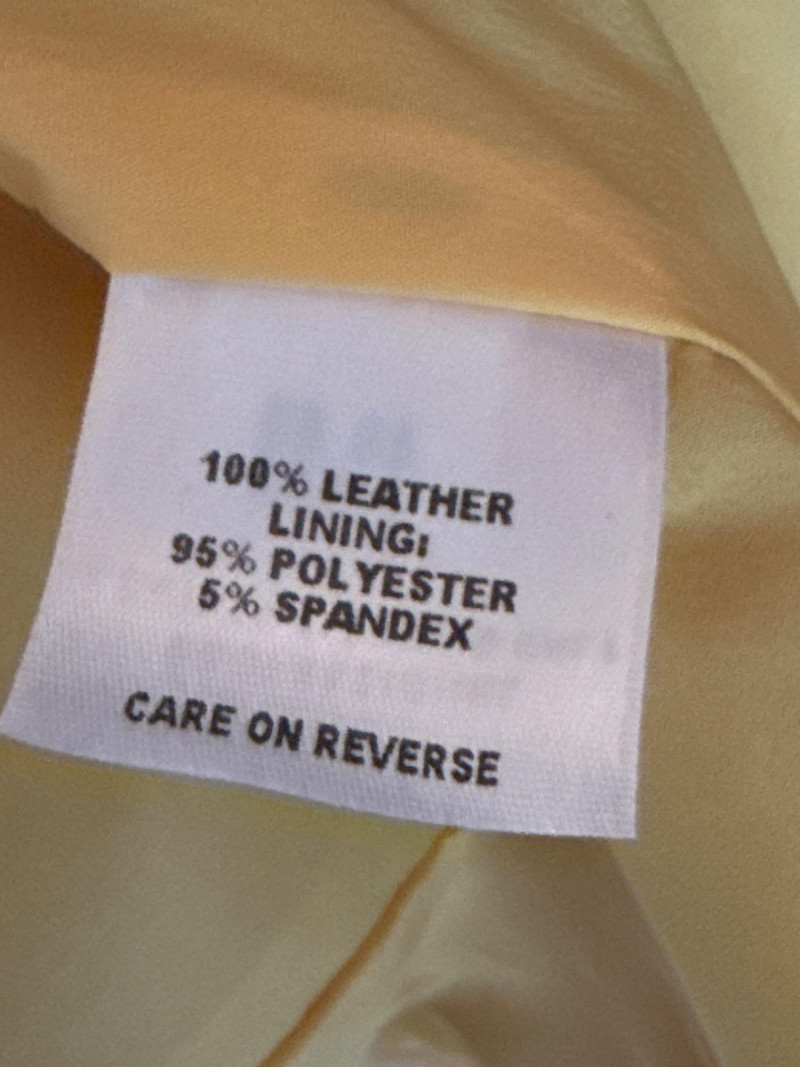 100% LEATHER
LINING:
95% POLYESTER
5% SPANDEX
CARE ON REVERSE